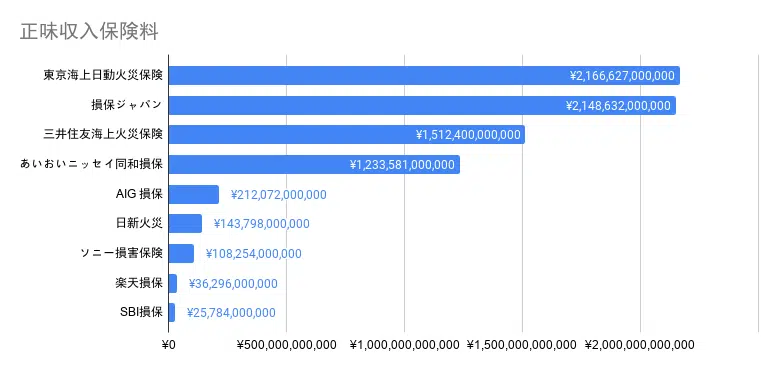 正味収入保険料
東京海上日動火災保険 ¥2,166,627,000,000
損保ジャパン ¥2,148,632,000,000
三井住友海上火災保険 ¥1,512,400,000,000
あいおいニッセイ同和損保 ¥1,233,581,000,000
AIG 損保 ¥212,072,000,000
日新火災 ¥143,798,000,000
ソニー損害保険 ¥108,254,000,000
楽天損保 ¥36,296,000,000
SBI損保 ¥25,784,000,000
¥0 ¥500,000,000,000 ¥1,000,000,000,000 ¥1,500,000,000,000 ¥2,000,000,000,000